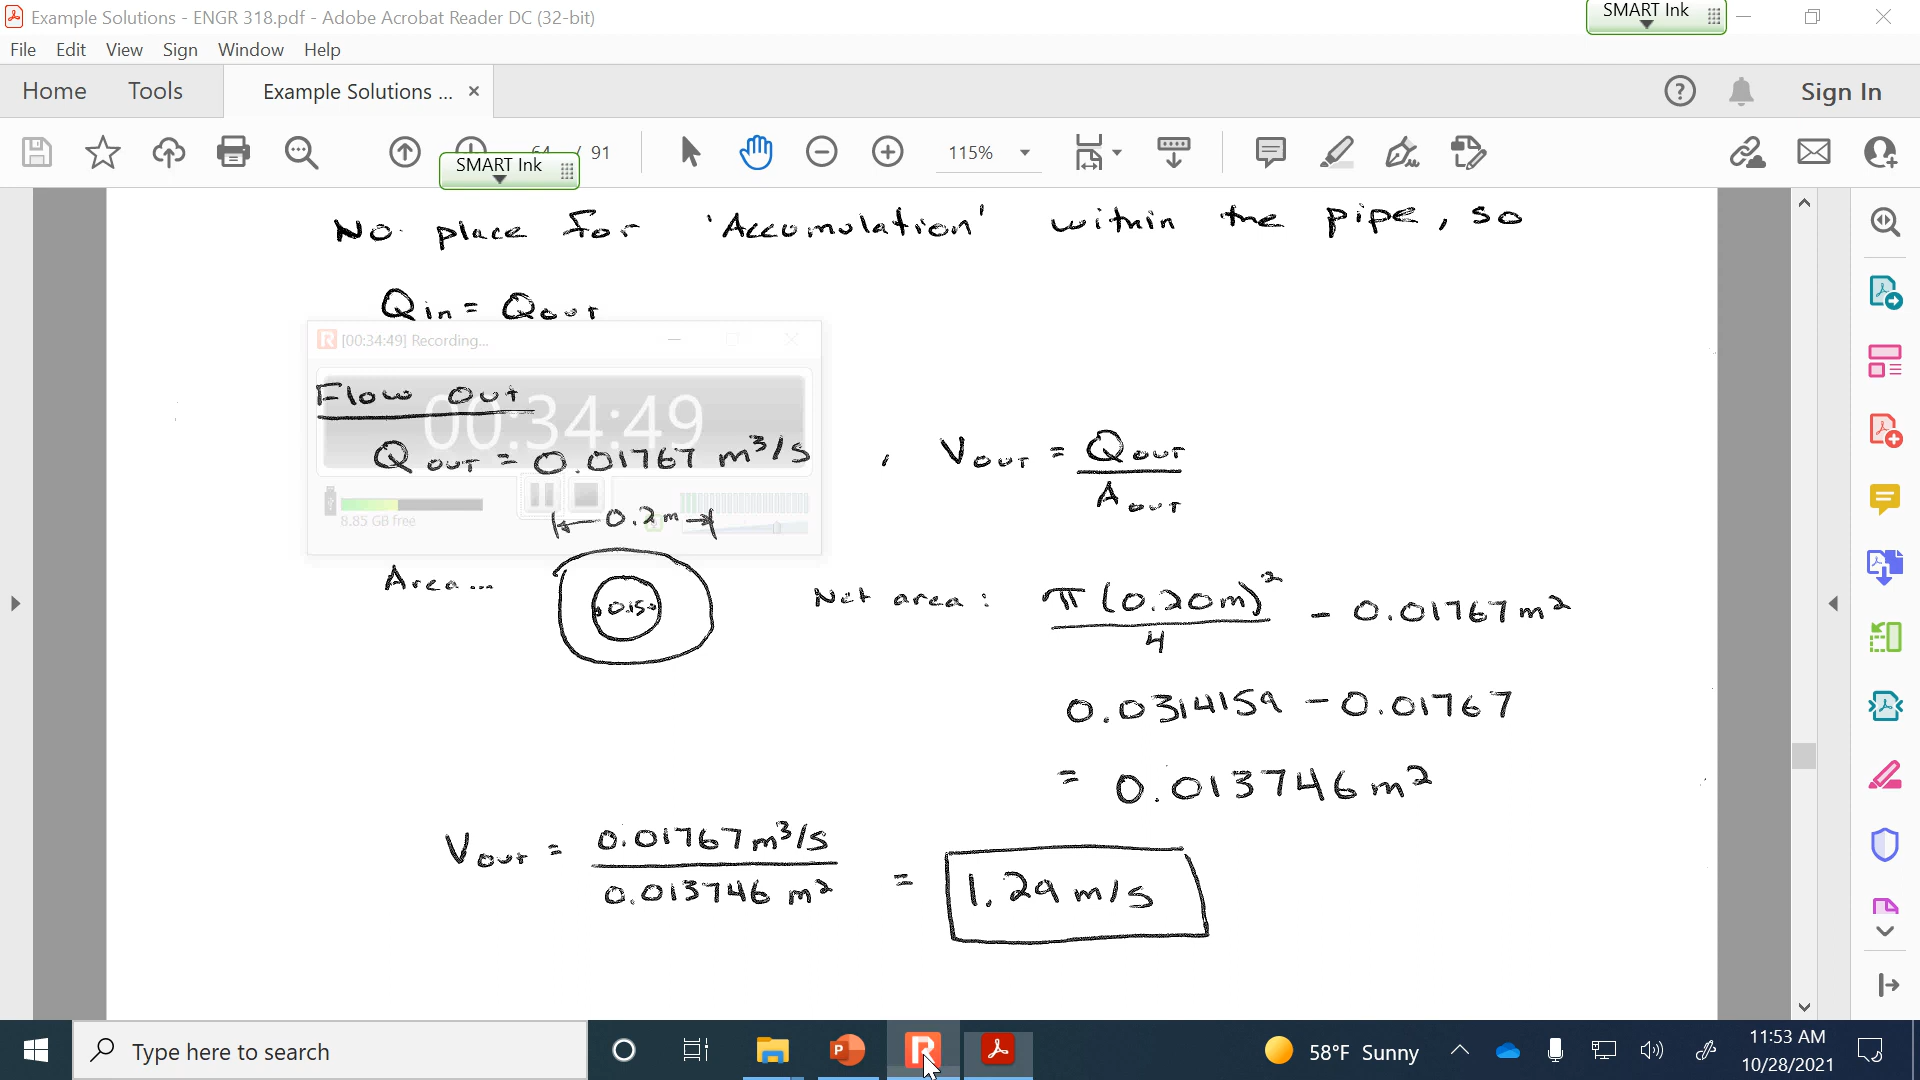 Example Solutions - ENGR 318.pdf - Adobe Acrobat Reader DC (32-bit)
SMART Ink
File Edit View Sign Window Help
Home Tools Example Solutions ... × Sign In
64 / 91 115%
SMART Ink
No place for 'Accumulation' within the pipe, so
Qin = Qout
[00:34:49] Recording...
Flow Out
00:34:49
Qout = 0.01767 m³/s , Vout = Qout / Aout
8.85 GB free
0.2m
Area... 0.150 Net area: π(0.20m)² / 4 - 0.01767 m²
0.0314159 - 0.01767
= 0.013746 m²
Vout = 0.01767 m³/s / 0.013746 m² = 1.29 m/s
Type here to search
58°F Sunny
11:53 AM
10/28/2021